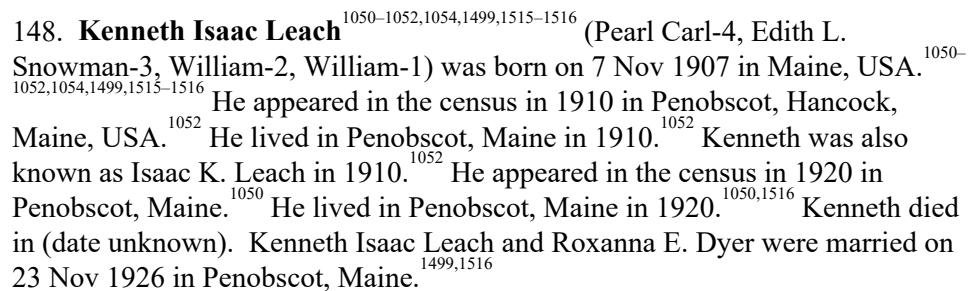 148. Kenneth Isaac Leach1050–1052,1054,1499,1515–1516 (Pearl Carl-4, Edith L.
Snowman-3, William-2, William-1) was born on 7 Nov 1907 in Maine, USA.1050–
1052,1054,1499,1515–1516 He appeared in the census in 1910 in Penobscot, Hancock,
Maine, USA.1052 He lived in Penobscot, Maine in 1910.1052 Kenneth was also
known as Isaac K. Leach in 1910.1052 He appeared in the census in 1920 in
Penobscot, Maine.1050 He lived in Penobscot, Maine in 1920.1050,1516 Kenneth died
in (date unknown).  Kenneth Isaac Leach and Roxanna E. Dyer were married on
23 Nov 1926 in Penobscot, Maine.1499,1516